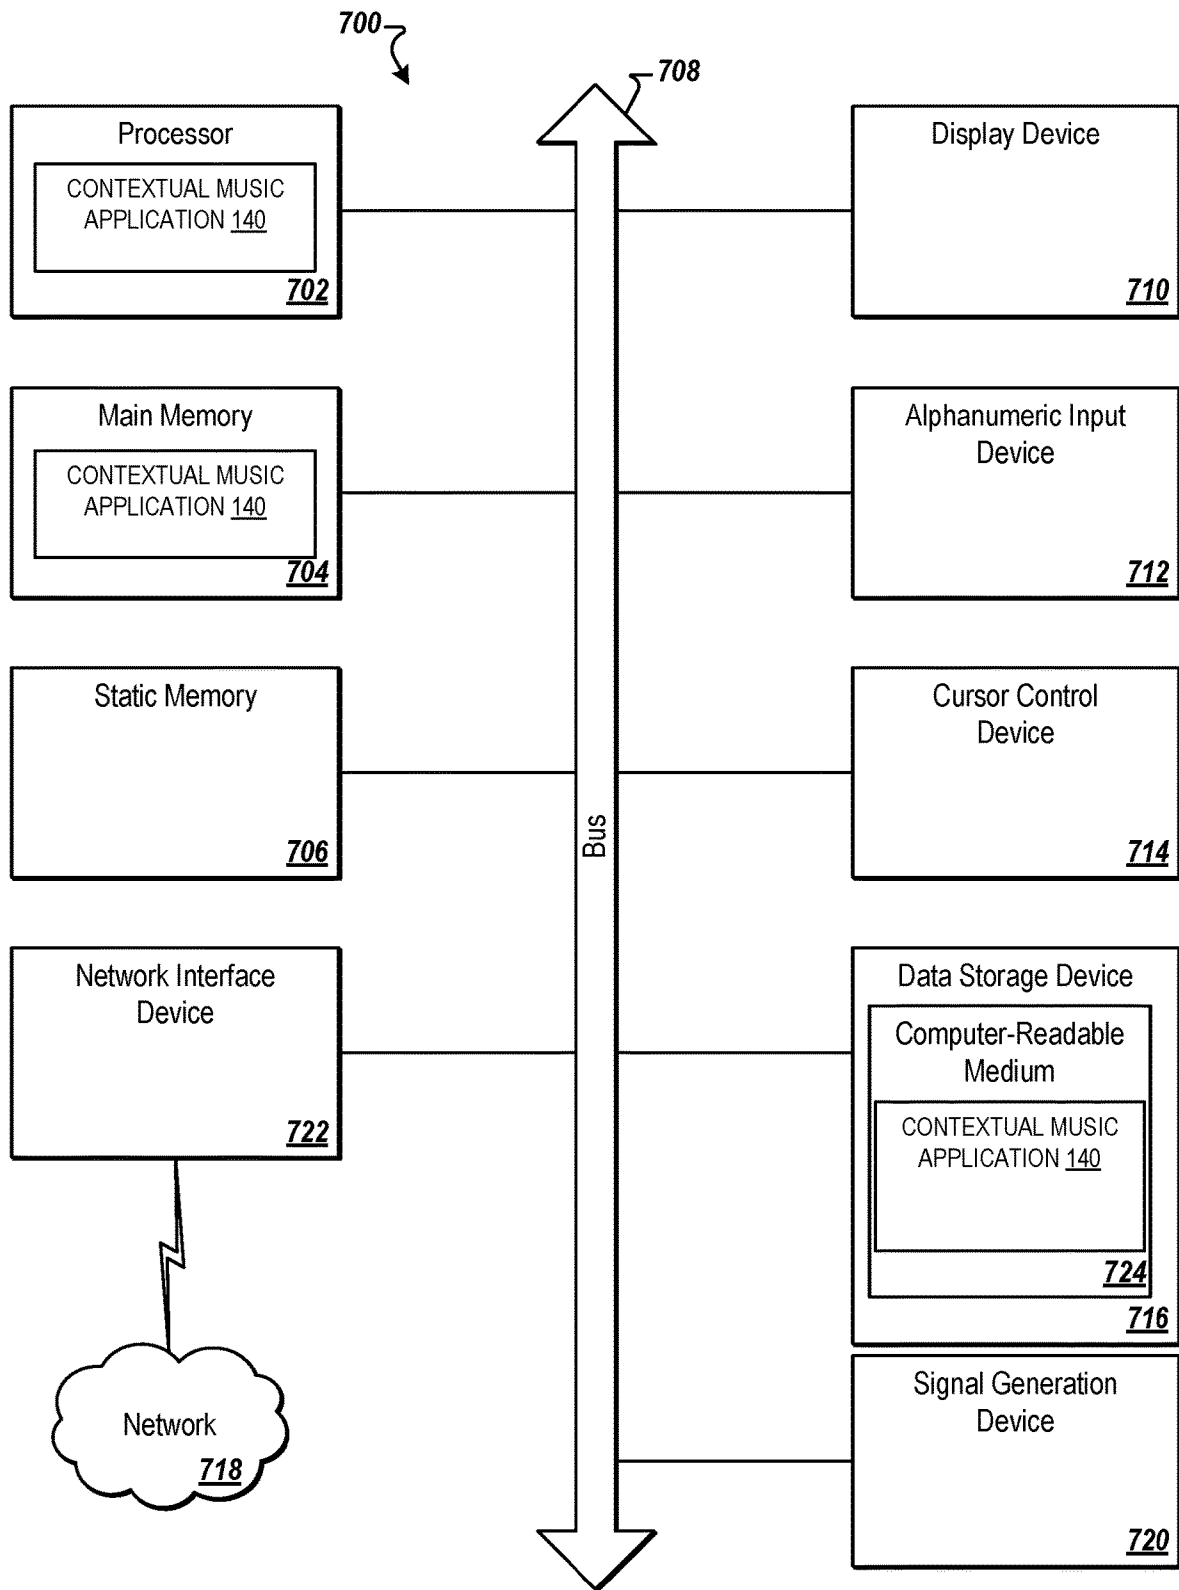 700
708
Processor
CONTEXTUAL MUSIC
APPLICATION 140
702
Display Device
710
Main Memory
CONTEXTUAL MUSIC
APPLICATION 140
704
Alphanumeric Input
Device
712
Static Memory
706
Cursor Control
Device
714
Bus
Network Interface
Device
722
Data Storage Device
Computer-Readable
Medium
CONTEXTUAL MUSIC
APPLICATION 140
724
716
Network
718
Signal Generation
Device
720